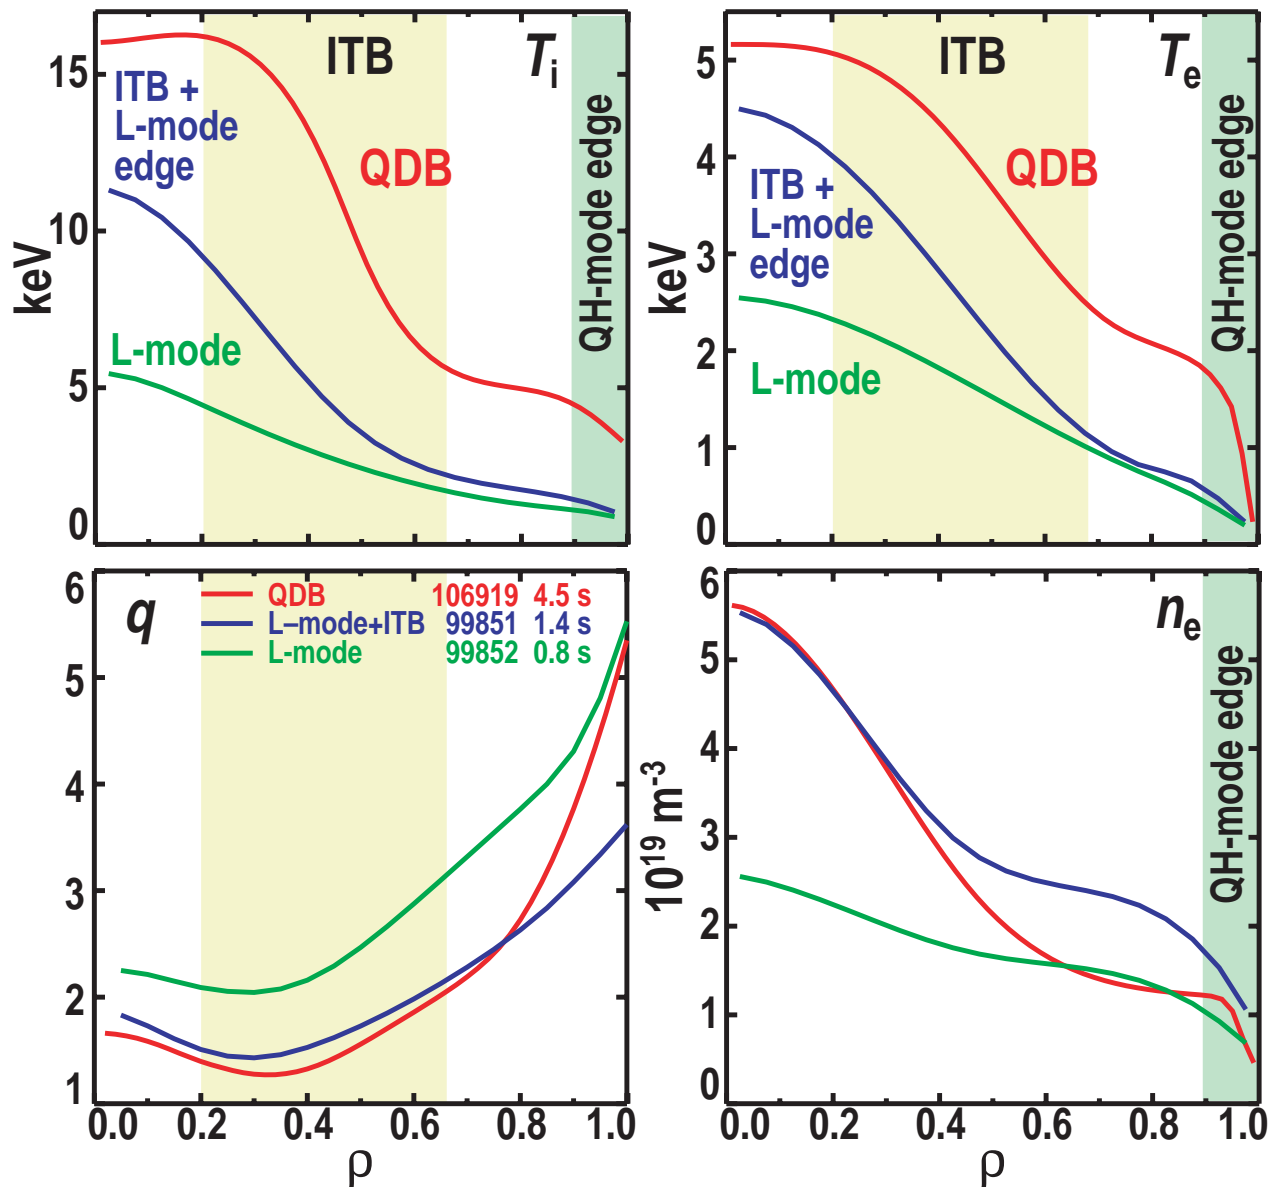 ITB
Ti
15
ITB +
L-mode
edge
QDB
10
keV
L-mode
5
0
QH-mode edge
ITB
Te
5
4
ITB +
L-mode
edge
QDB
3
keV
2
L-mode
1
0
QH-mode edge
6
q
QDB 106919 4.5 s
L–mode+ITB 99851 1.4 s
L-mode 99852 0.8 s
5
4
3
2
1
0.0 0.2 0.4 0.6 0.8 1.0
ρ
6
ne
5
4
3
10¹⁹ m⁻³
2
1
0
QH-mode edge
0.0 0.2 0.4 0.6 0.8 1.0
ρ